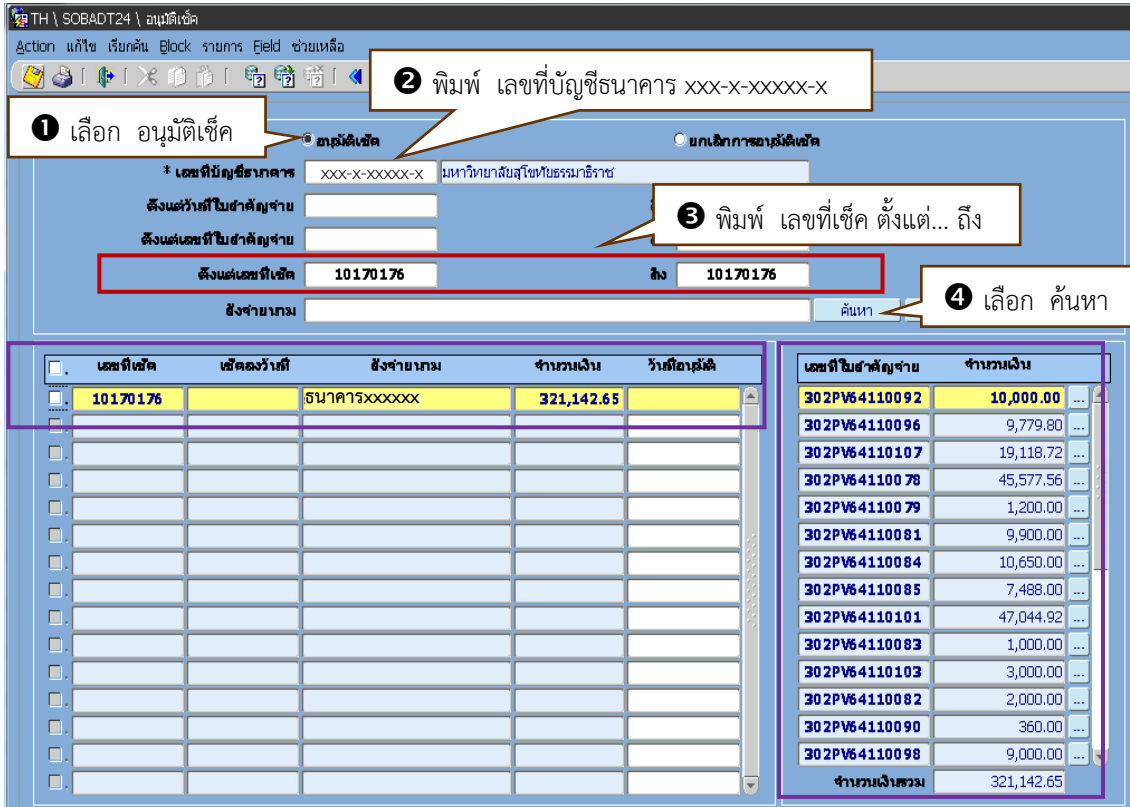 TH \ SOBADT24 \ อนุมัติเช็ค
Action แก้ไข เรียกค้น Block รายการ Field ช่วยเหลือ
❷ พิมพ์ เลขที่บัญชีธนาคาร xxx-x-xxxxx-x
❶ เลือก อนุมัติเช็ค
อนุมัติเช็ค ยกเลิกการอนุมัติเช็ค
* เลขที่บัญชีธนาคาร xxx-x-xxxxx-x มหาวิทยาลัยสุโขทัยธรรมาธิราช
ตั้งแต่วันที่ใบสำคัญจ่าย
❸ พิมพ์ เลขที่เช็ค ตั้งแต่... ถึง
ตั้งแต่เลขที่ใบสำคัญจ่าย
ตั้งแต่เลขที่เช็ค 10170176 ถึง 10170176
❹ เลือก ค้นหา
สั่งจ่ายนาม ค้นหา
เลขที่เช็ค เช็คลงวันที่ สั่งจ่ายนาม จำนวนเงิน วันที่อนุมัติ
10170176 ธนาคารxxxxxx 321,142.65
เลขที่ใบสำคัญจ่าย จำนวนเงิน
302PV64110092 10,000.00 ...
302PV64110096 9,779.80 ...
302PV64110107 19,118.72 ...
302PV64110078 45,577.56 ...
302PV64110079 1,200.00 ...
302PV64110081 9,900.00 ...
302PV64110084 10,650.00 ...
302PV64110085 7,488.00 ...
302PV64110101 47,044.92 ...
302PV64110083 1,000.00 ...
302PV64110103 3,000.00 ...
302PV64110082 2,000.00 ...
302PV64110090 360.00 ...
302PV64110098 9,000.00 ...
จำนวนเงินรวม 321,142.65